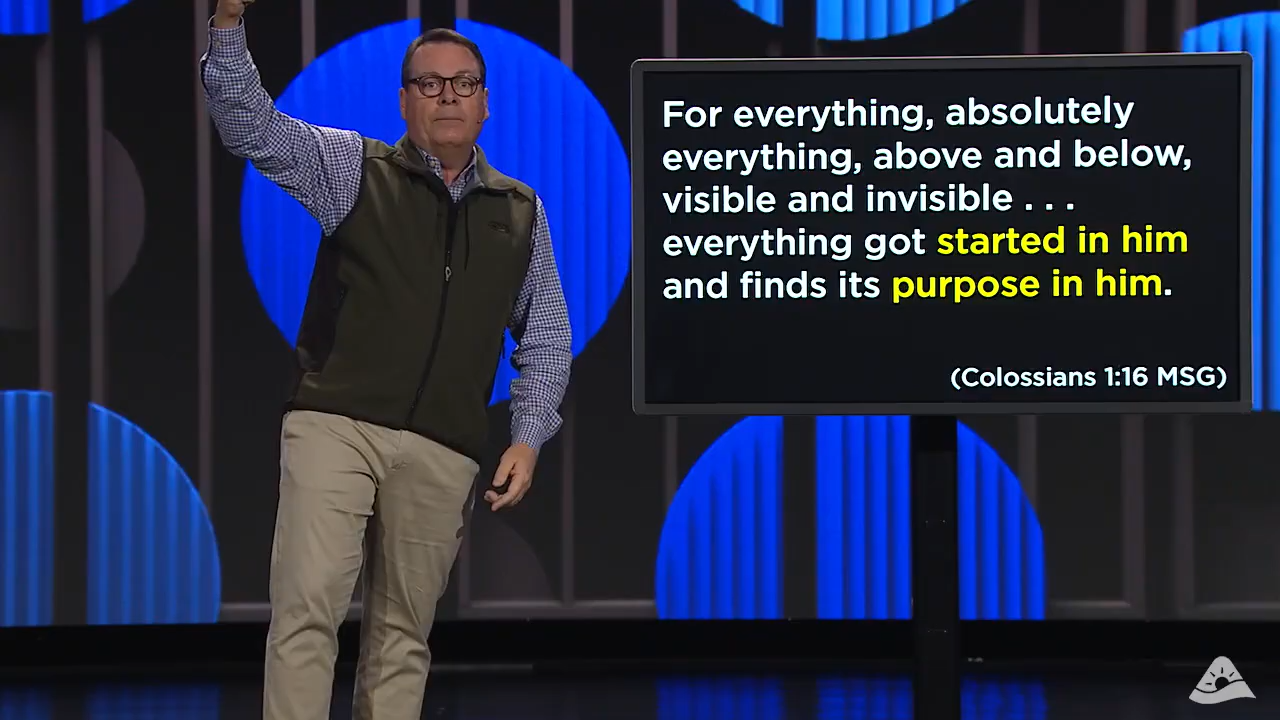 For everything, absolutely
everything, above and below,
visible and invisible . . .
everything got started in him
and finds its purpose in him.
(Colossians 1:16 MSG)